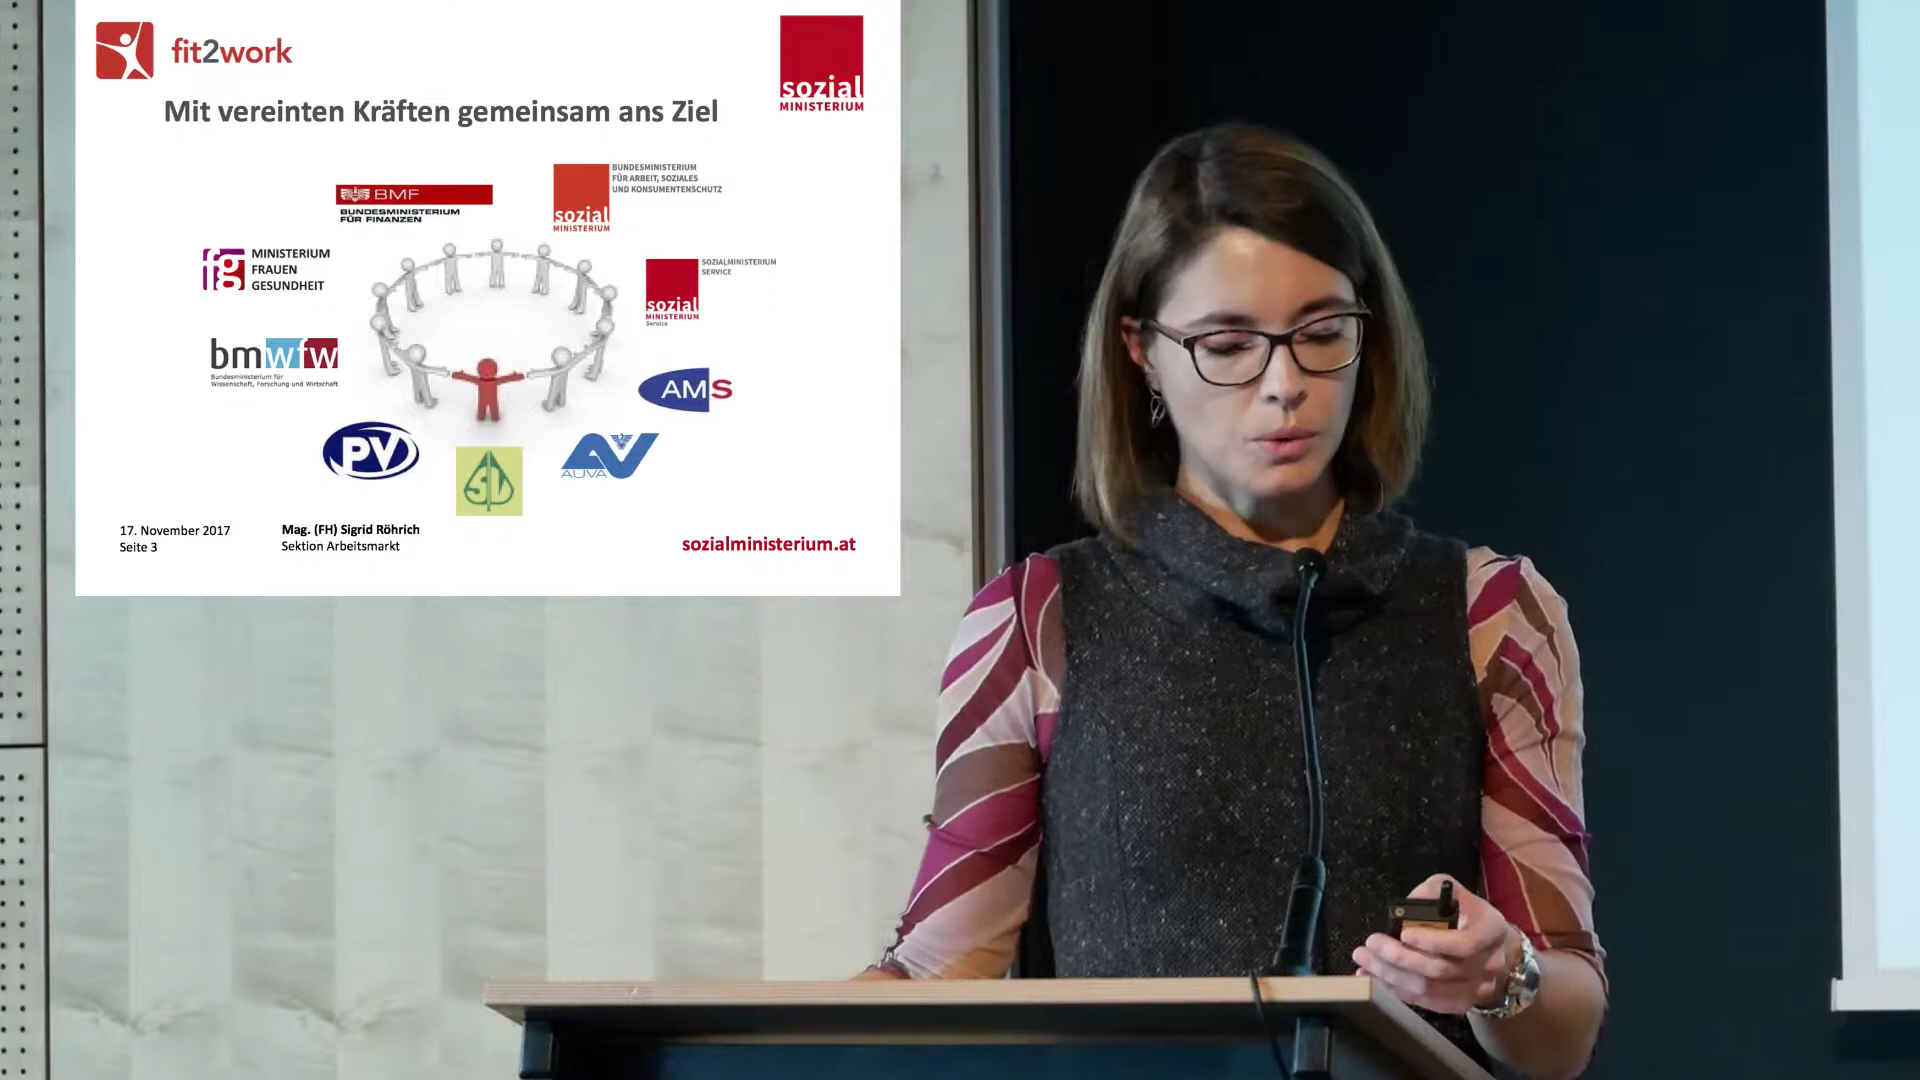 fit2work
sozial
MINISTERIUM
Mit vereinten Kräften gemeinsam ans Ziel
BMF
BUNDESMINISTERIUM
FÜR FINANZEN
sozial
MINISTERIUM
BUNDESMINISTERIUM
FÜR ARBEIT, SOZIALES
UND KONSUMENTENSCHUTZ
fg
MINISTERIUM
FRAUEN
GESUNDHEIT
sozial
MINISTERIUM
Service
SOZIALMINISTERIUM
SERVICE
bmwfw
Bundesministerium für
Wissenschaft, Forschung und Wirtschaft
AMS
PV
SV
AUVA
17. November 2017
Seite 3
Mag. (FH) Sigrid Röhrich
Sektion Arbeitsmarkt
sozialministerium.at